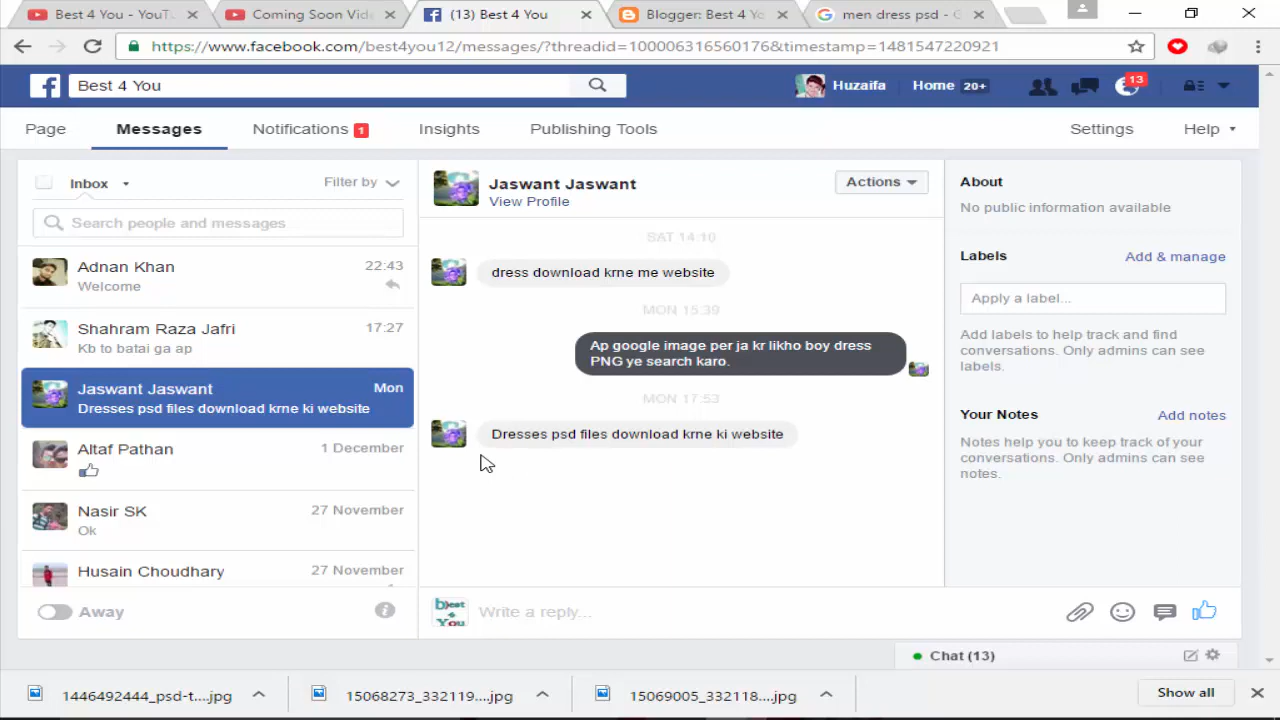 Best 4 You - YouT
Coming Soon Vide
(13) Best 4 You
Blogger: Best 4 Yo
men dress psd - G
https://www.facebook.com/best4you12/messages/?threadid=100006316560176&timestamp=1481547220921
Best 4 You
Huzaifa
Home 20+
13
Page
Messages
Notifications 1
Insights
Publishing Tools
Settings
Help
Inbox
Filter by
Search people and messages
Adnan Khan 22:43
Welcome
Shahram Raza Jafri 17:27
Kb to batai ga ap
Jaswant Jaswant Mon
Dresses psd files download krne ki website
Altaf Pathan 1 December
Nasir SK 27 November
Ok
Husain Choudhary 27 November
Away
Jaswant Jaswant
View Profile
Actions
SAT 14:10
dress download krne me website
MON 15:39
Ap google image per ja kr likho boy dress
PNG ye search karo.
MON 17:53
Dresses psd files download krne ki website
Best
4
You
Write a reply...
About
No public information available
Labels
Add & manage
Apply a label...
Add labels to help track and find
conversations. Only admins can see
labels.
Your Notes
Add notes
Notes help you to keep track of your
conversations. Only admins can see
notes.
Chat (13)
1446492444_psd-t....jpg
15068273_332119....jpg
15069005_332118....jpg
Show all